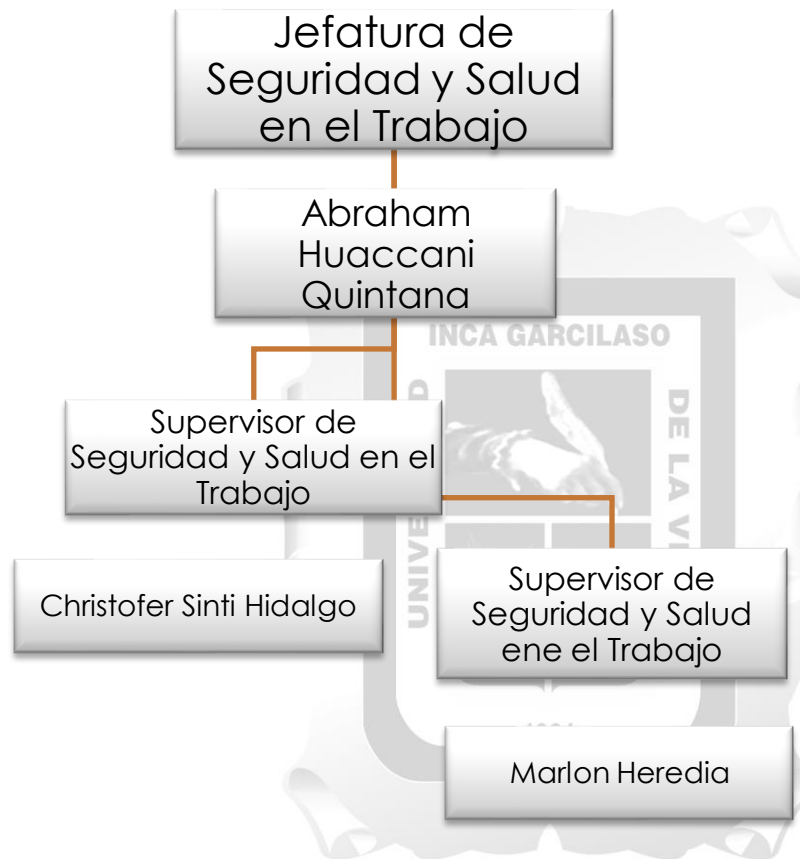 Jefatura de
Seguridad y Salud
en el Trabajo
Abraham
Huaccani
Quintana
INCA GARCILASO
DE LA
Supervisor de
Seguridad y Salud en el
Trabajo
Christofer Sinti Hidalgo
Supervisor de
Seguridad y Salud
ene el Trabajo
Marlon Heredia